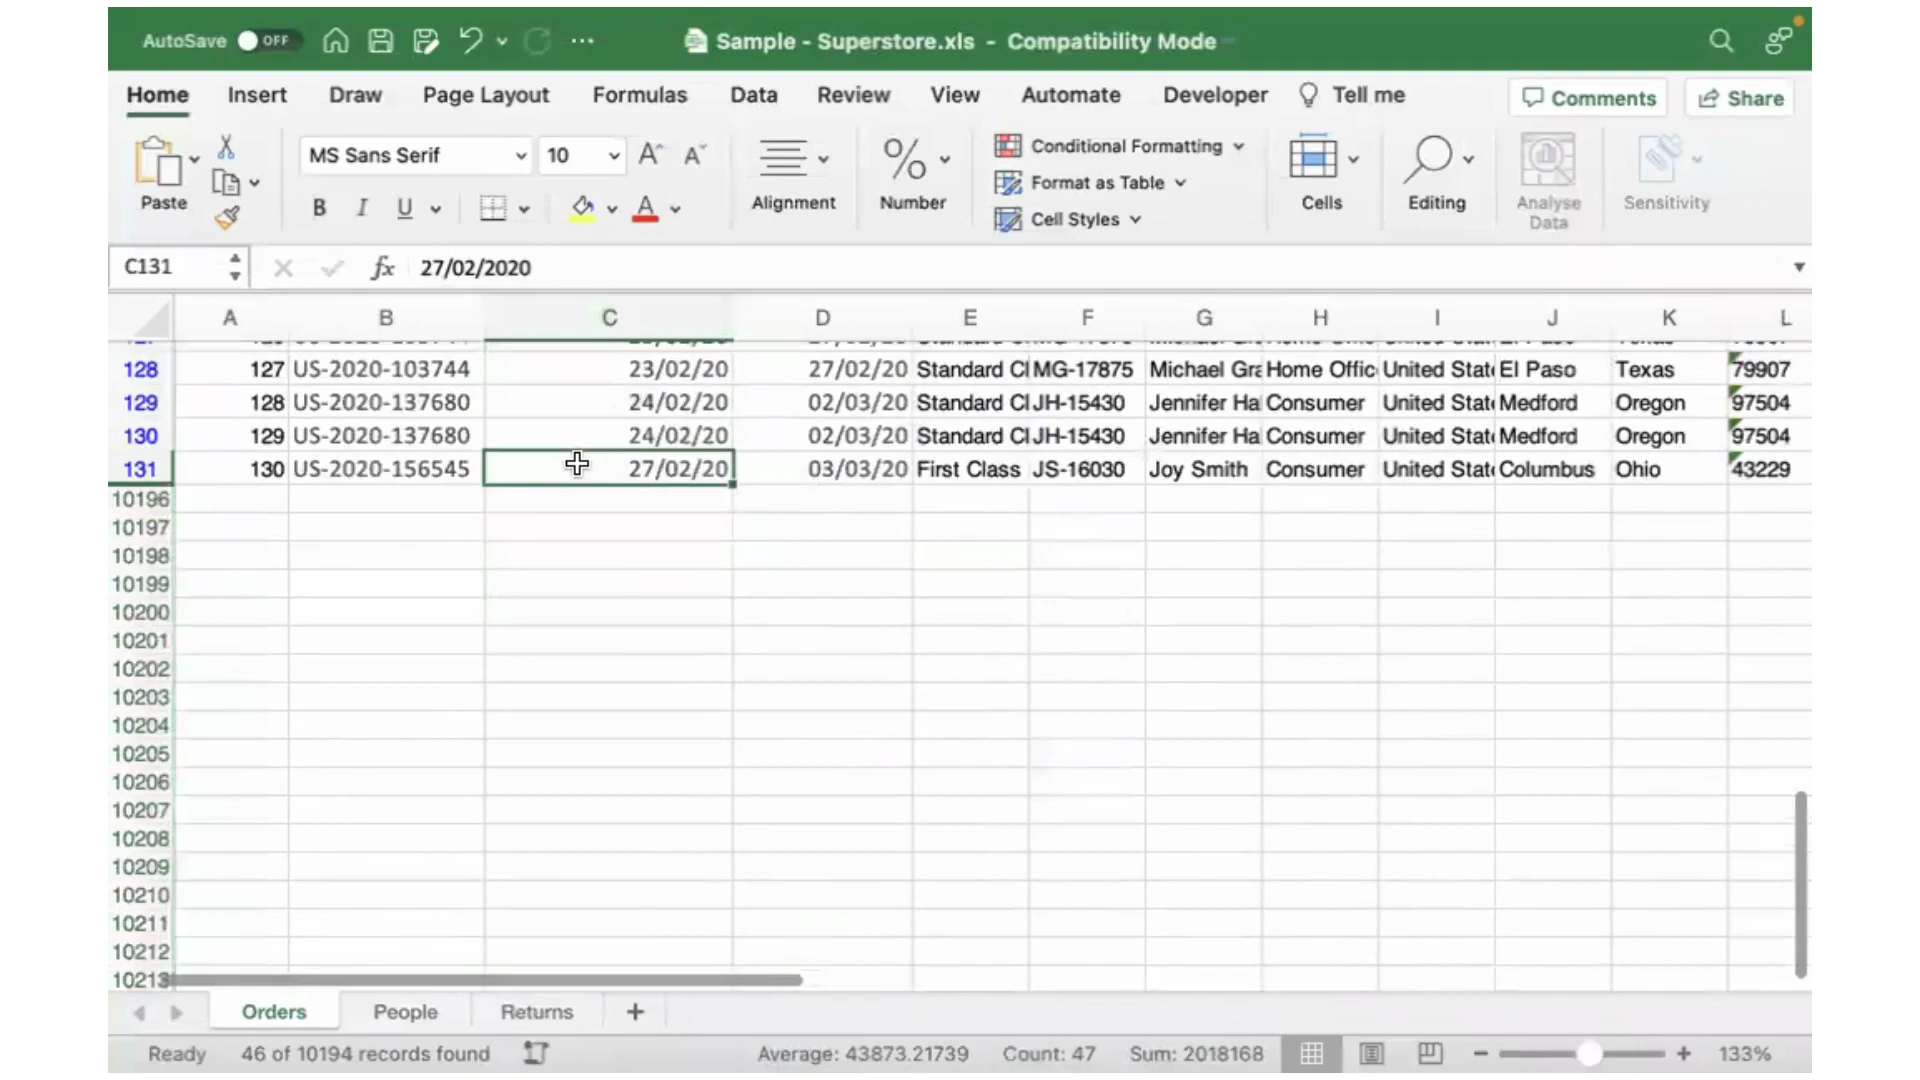 AutoSave OFF Sample - Superstore.xls - Compatibility Mode
Home Insert Draw Page Layout Formulas Data Review View Automate Developer Tell me Comments Share
Paste MS Sans Serif 10 Alignment % Number Conditional Formatting Format as Table Cell Styles Cells Editing Analyse Data Sensitivity
B I U A
C131 fx 27/02/2020
A B C D E F G H I J K L
128 127 US-2020-103744 23/02/20 27/02/20 Standard Cl MG-17875 Michael Gra Home Offic United Stat El Paso Texas 79907
129 128 US-2020-137680 24/02/20 02/03/20 Standard Cl JH-15430 Jennifer Ha Consumer United Stat Medford Oregon 97504
130 129 US-2020-137680 24/02/20 02/03/20 Standard Cl JH-15430 Jennifer Ha Consumer United Stat Medford Oregon 97504
131 130 US-2020-156545 27/02/20 03/03/20 First Class JS-16030 Joy Smith Consumer United Stat Columbus Ohio 43229
10196
10197
10198
10199
10200
10201
10202
10203
10204
10205
10206
10207
10208
10209
10210
10211
10212
10213
Orders People Returns +
Ready 46 of 10194 records found Average: 43873.21739 Count: 47 Sum: 2018168 133%